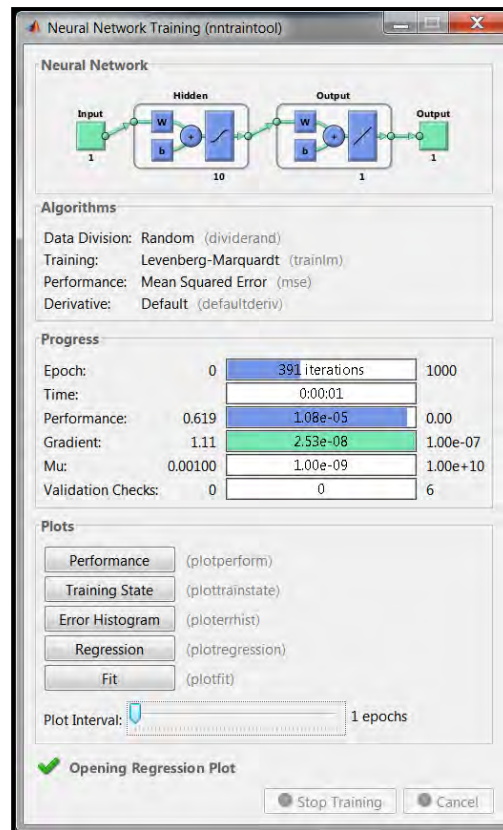 Neural Network Training (nntraintool)
Neural Network
Hidden Output
Input W b + W b + Output
1 10 1 1
Algorithms
Data Division: Random (dividerand)
Training: Levenberg-Marquardt (trainlm)
Performance: Mean Squared Error (mse)
Derivative: Default (defaultderiv)
Progress
Epoch: 0 391 iterations 1000
Time: 0:00:01
Performance: 0.619 1.08e-05 0.00
Gradient: 1.11 2.53e-08 1.00e-07
Mu: 0.00100 1.00e-09 1.00e+10
Validation Checks: 0 0 6
Plots
Performance (plotperform)
Training State (plottrainstate)
Error Histogram (ploterrhist)
Regression (plotregression)
Fit (plotfit)
Plot Interval: 1 epochs
Opening Regression Plot
Stop Training Cancel